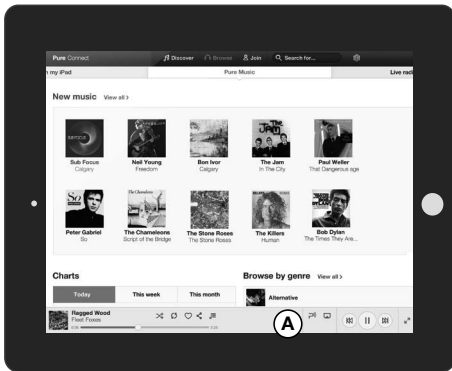 Pure Connect Discover Browse Join Search for...
n my iPad Pure Music Live radi
New music View all >
Sub Focus Neil Young Bon Ivor The Jam Paul Weller
Calgary Freedom Calgary In The City That Dangerous age
Peter Gabriel The Chameleons The Stone Roses The Killers Bob Dylan
So Script of the Bridge The Stone Roses Human The Times They Are...
Charts Browse by genre View all >
Today This week This month Alternative
Ragged Wood
Fleet Foxes
A